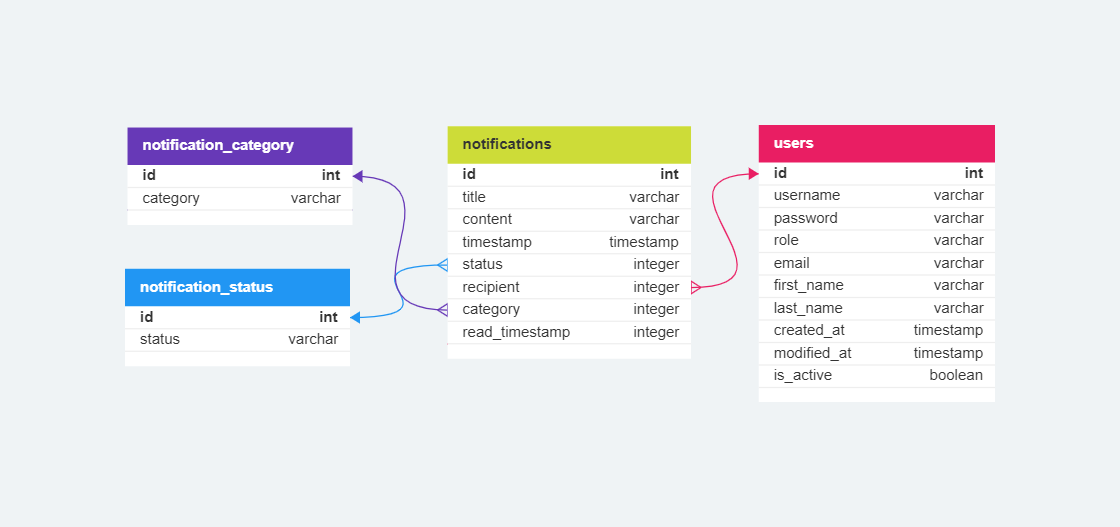 notification_category
id int
category varchar
notification_status
id int
status varchar
notifications
id int
title varchar
content varchar
timestamp timestamp
status integer
recipient integer
category integer
read_timestamp integer
users
id int
username varchar
password varchar
role varchar
email varchar
first_name varchar
last_name varchar
created_at timestamp
modified_at timestamp
is_active boolean